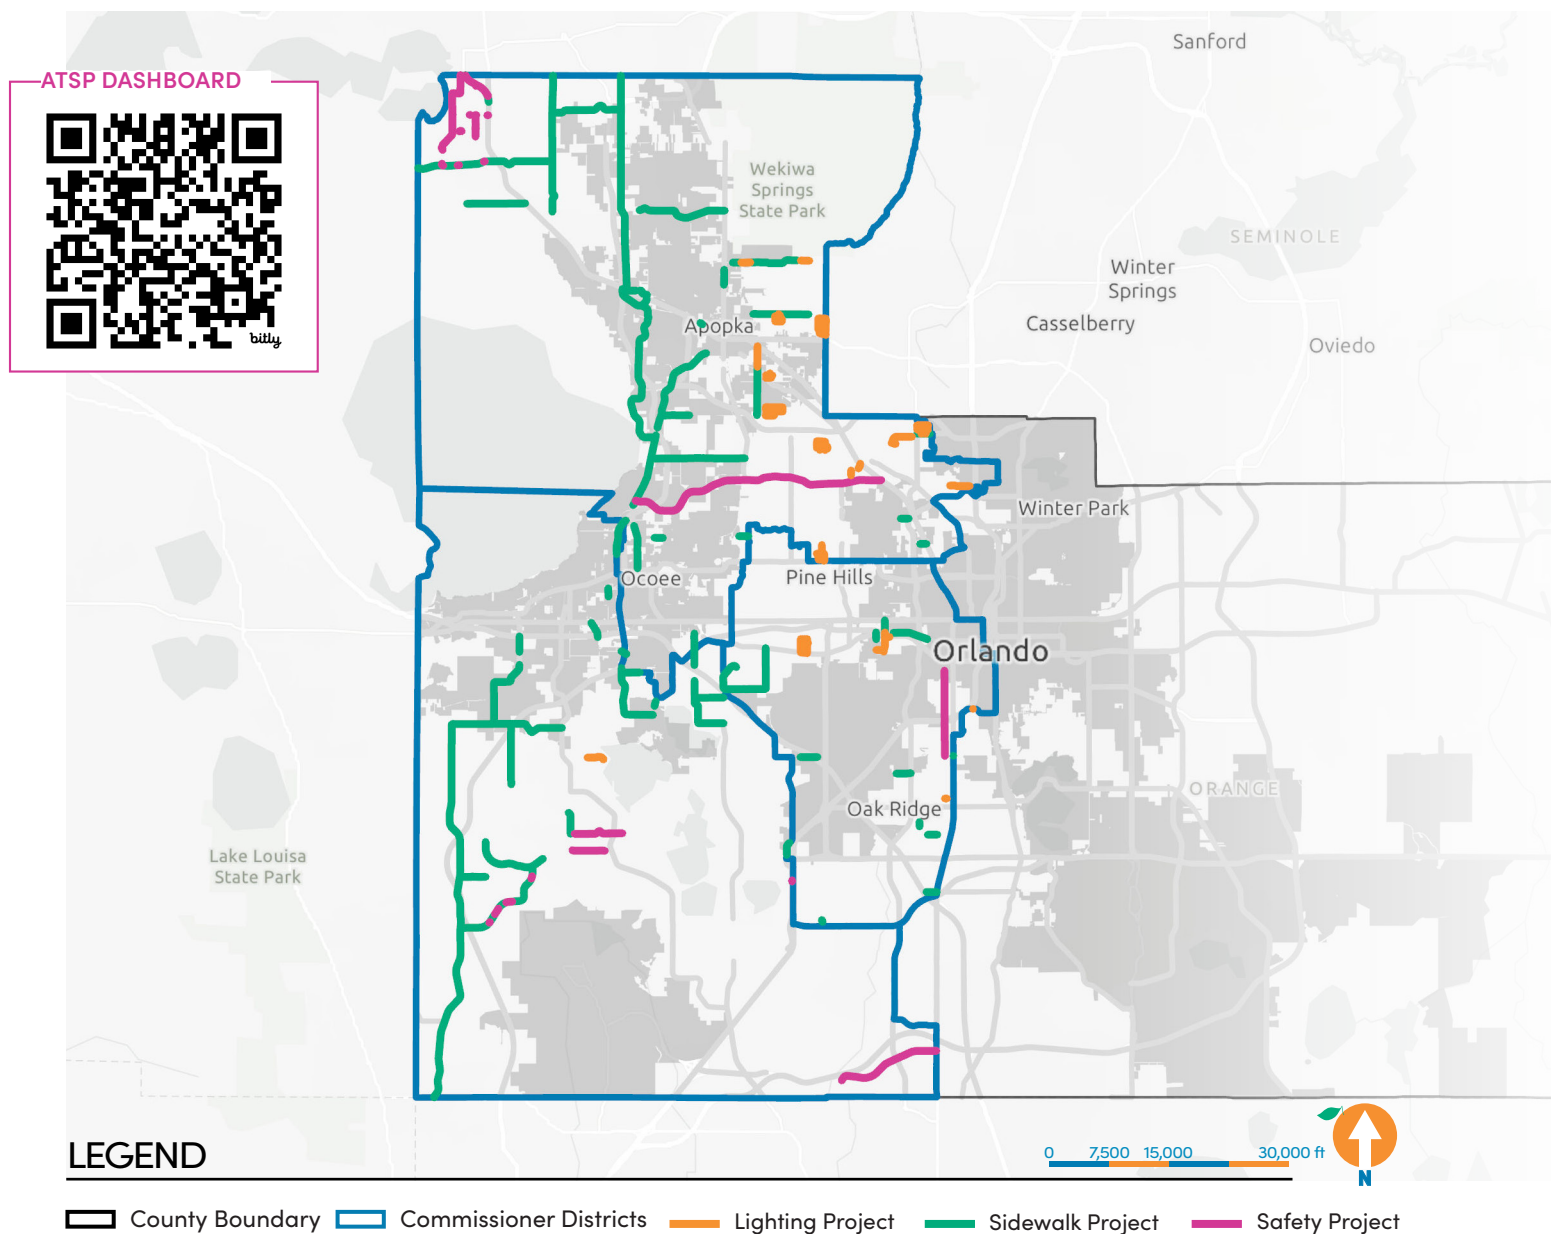 Sanford
ATSP DASHBOARD
bitly
Wekiwa
Springs
State Park
SEMINOLE
Winter
Springs
Casselberry
Apopka
Oviedo
Winter Park
Ocoee
Pine Hills
Orlando
ORANGE
Oak Ridge
Lake Louisa
State Park
LEGEND
0 7,500 15,000 30,000 ft
N
County Boundary Commissioner Districts Lighting Project Sidewalk Project Safety Project